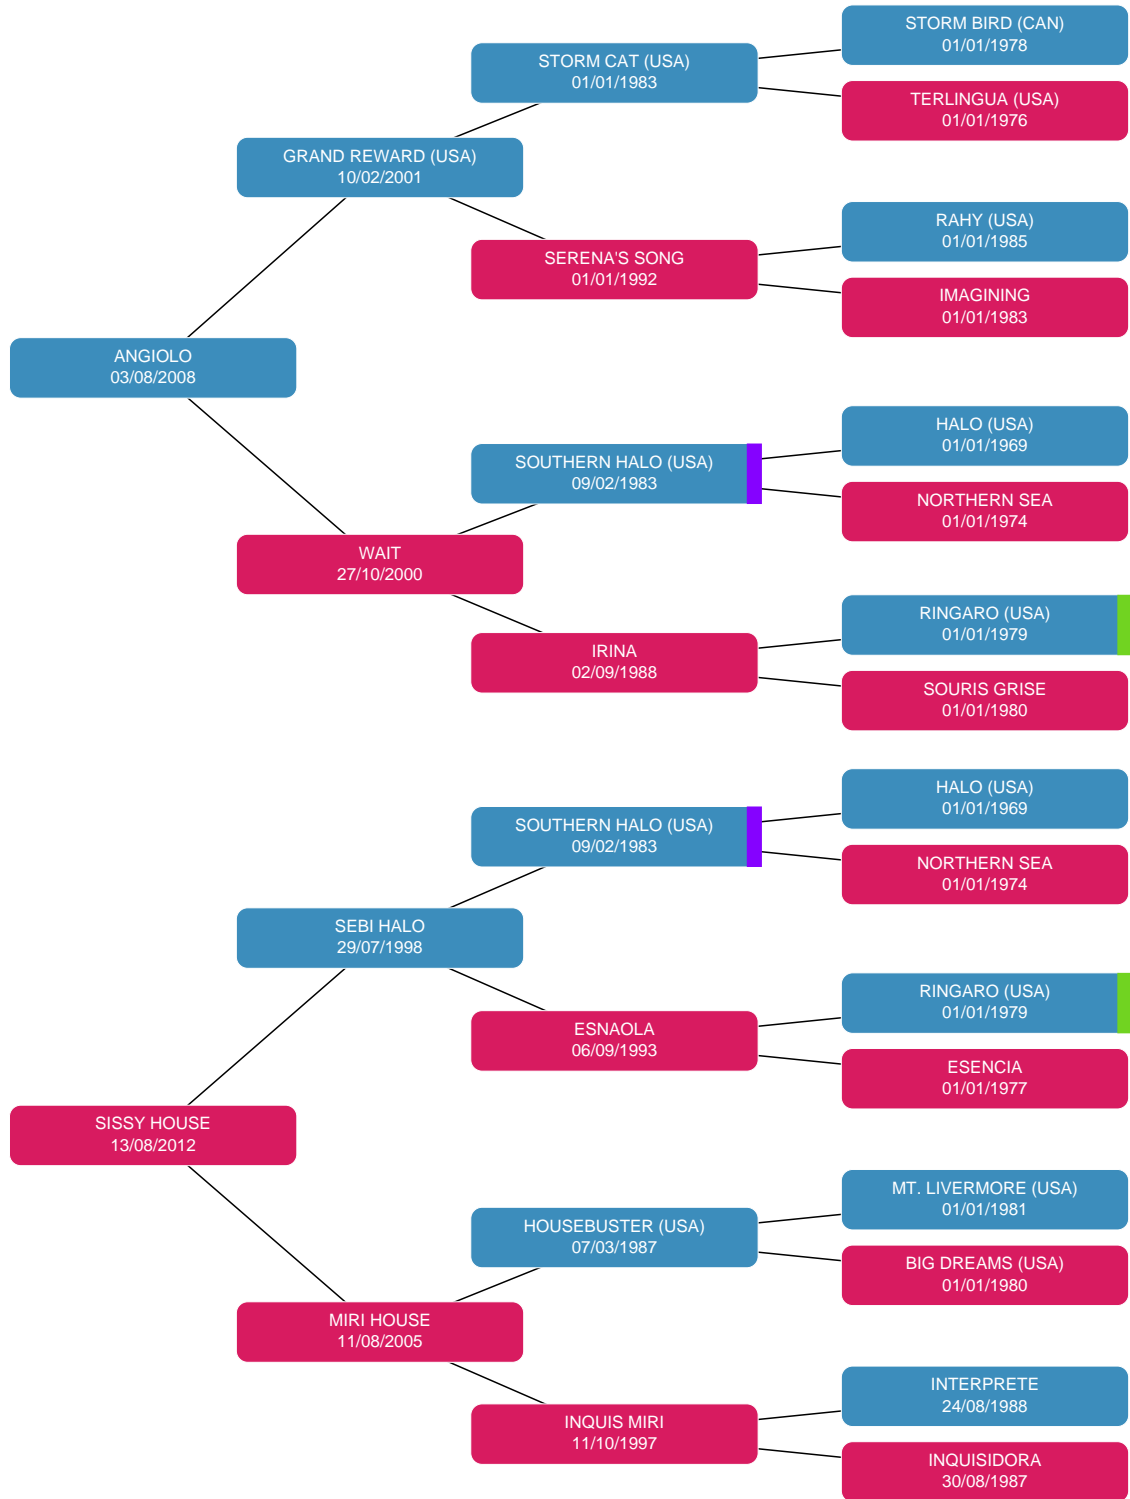 STORM BIRD (CAN)
01/01/1978
STORM CAT (USA)
01/01/1983
TERLINGUA (USA)
01/01/1976
GRAND REWARD (USA)
10/02/2001
RAHY (USA)
01/01/1985
SERENA'S SONG
01/01/1992
IMAGINING
01/01/1983
ANGIOLO
03/08/2008
HALO (USA)
01/01/1969
SOUTHERN HALO (USA)
09/02/1983
NORTHERN SEA
01/01/1974
WAIT
27/10/2000
RINGARO (USA)
01/01/1979
IRINA
02/09/1988
SOURIS GRISE
01/01/1980
HALO (USA)
01/01/1969
SOUTHERN HALO (USA)
09/02/1983
NORTHERN SEA
01/01/1974
SEBI HALO
29/07/1998
RINGARO (USA)
01/01/1979
ESNAOLA
06/09/1993
ESENCIA
01/01/1977
SISSY HOUSE
13/08/2012
MT. LIVERMORE (USA)
01/01/1981
HOUSEBUSTER (USA)
07/03/1987
BIG DREAMS (USA)
01/01/1980
MIRI HOUSE
11/08/2005
INTERPRETE
24/08/1988
INQUIS MIRI
11/10/1997
INQUISIDORA
30/08/1987